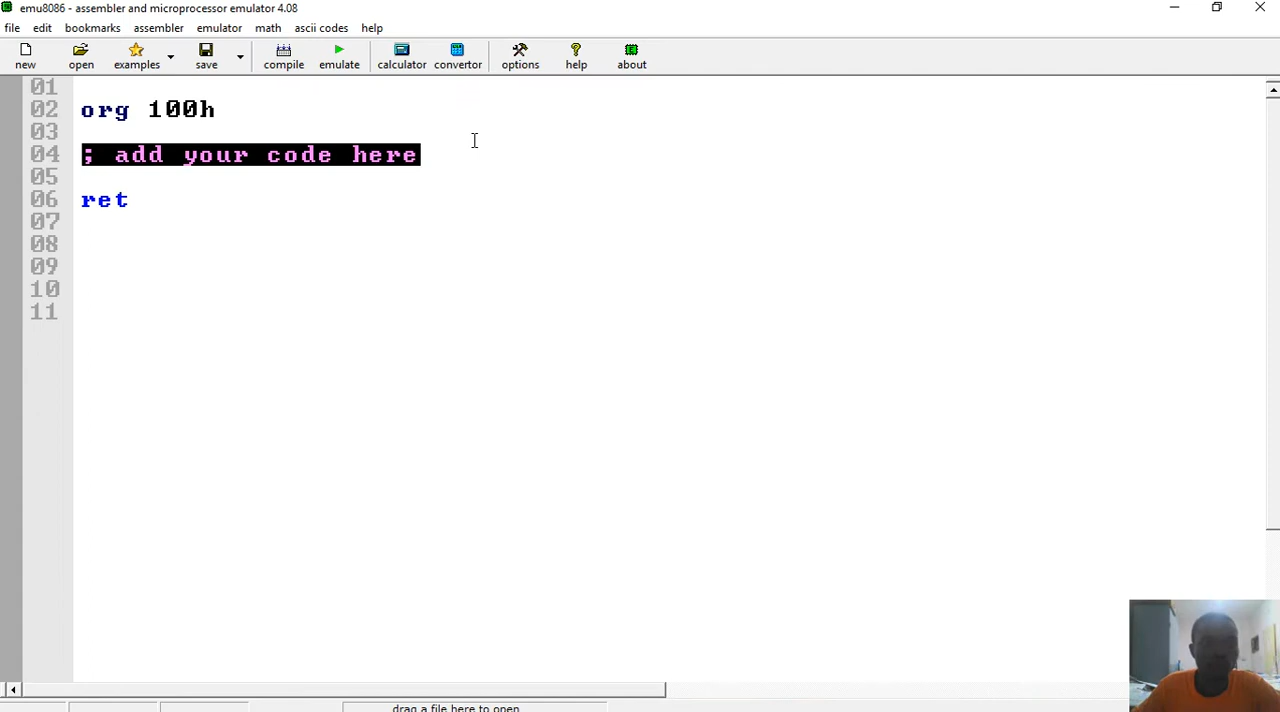 emu8086 - assembler and microprocessor emulator 4.08
file edit bookmarks assembler emulator math ascii codes help
new open examples save compile emulate calculator convertor options help about
01
02 org 100h
03
04 ; add your code here
05
06 ret
07
08
09
10
11
drag a file here to open